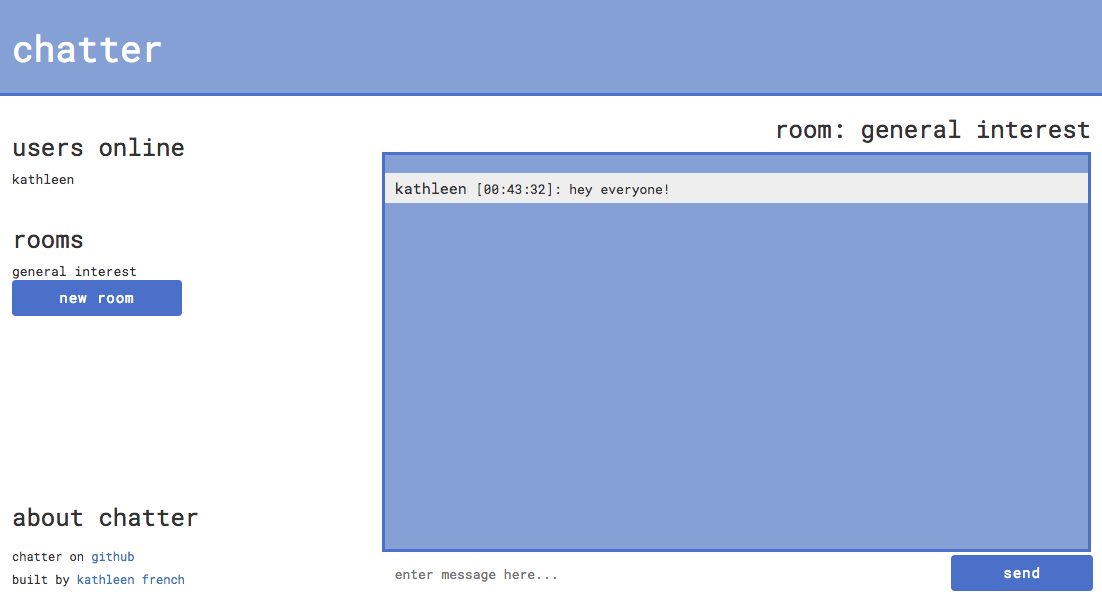 chatter
users online
kathleen
rooms
general interest
new room
about chatter
chatter on github
built by kathleen french
room: general interest
kathleen [00:43:32]: hey everyone!
enter message here...
send